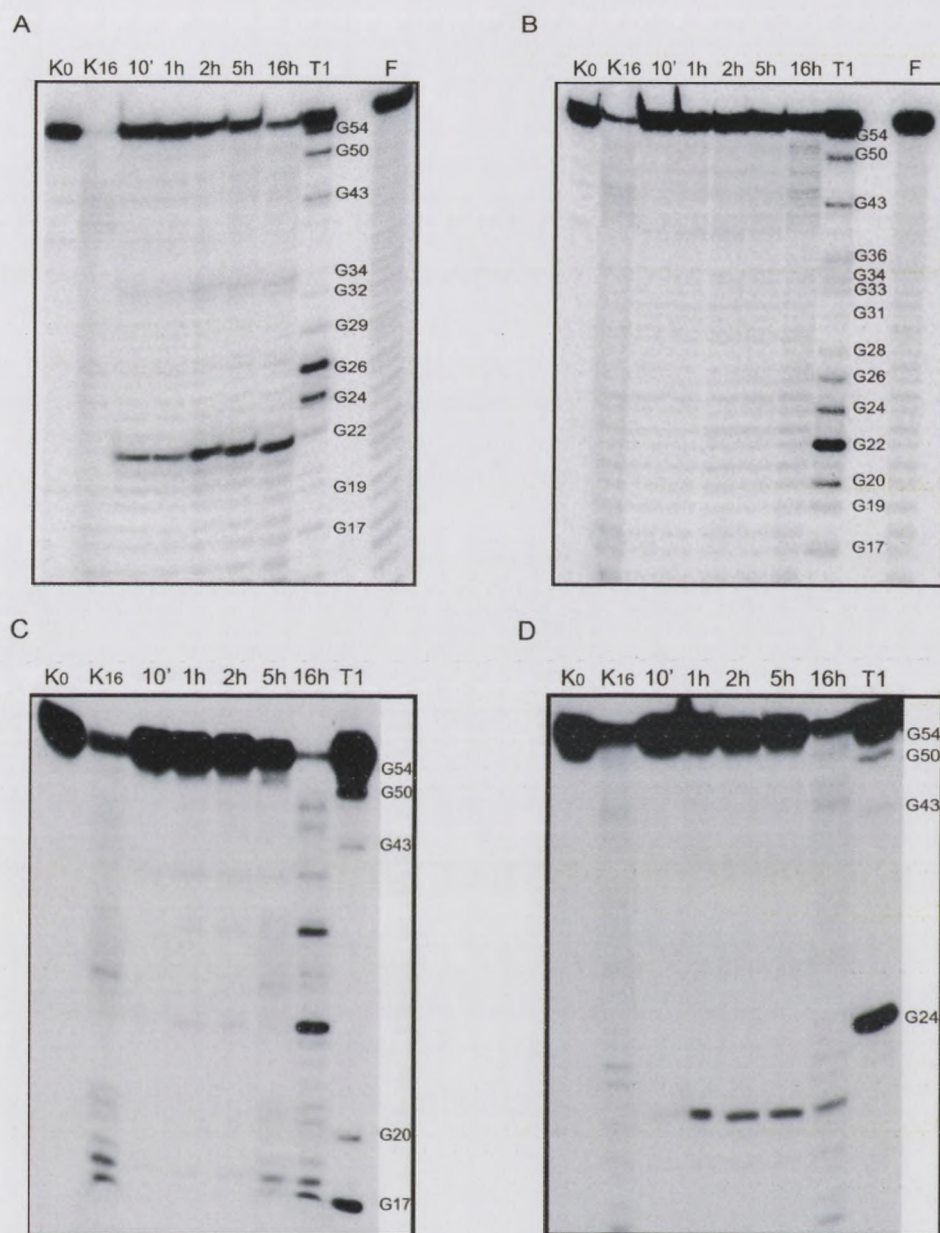 A
K0 K16 10' 1h 2h 5h 16h T1 F
G54
G50
G43
G34
G32
G29
G26
G24
G22
G19
G17
B
K0 K16 10' 1h 2h 5h 16h T1 F
G54
G50
G43
G36
G34
G33
G31
G28
G26
G24
G22
G20
G19
G17
C
K0 K16 10' 1h 2h 5h 16h T1
G54
G50
G43
G20
G17
D
K0 K16 10' 1h 2h 5h 16h T1
G54
G50
G43
G24